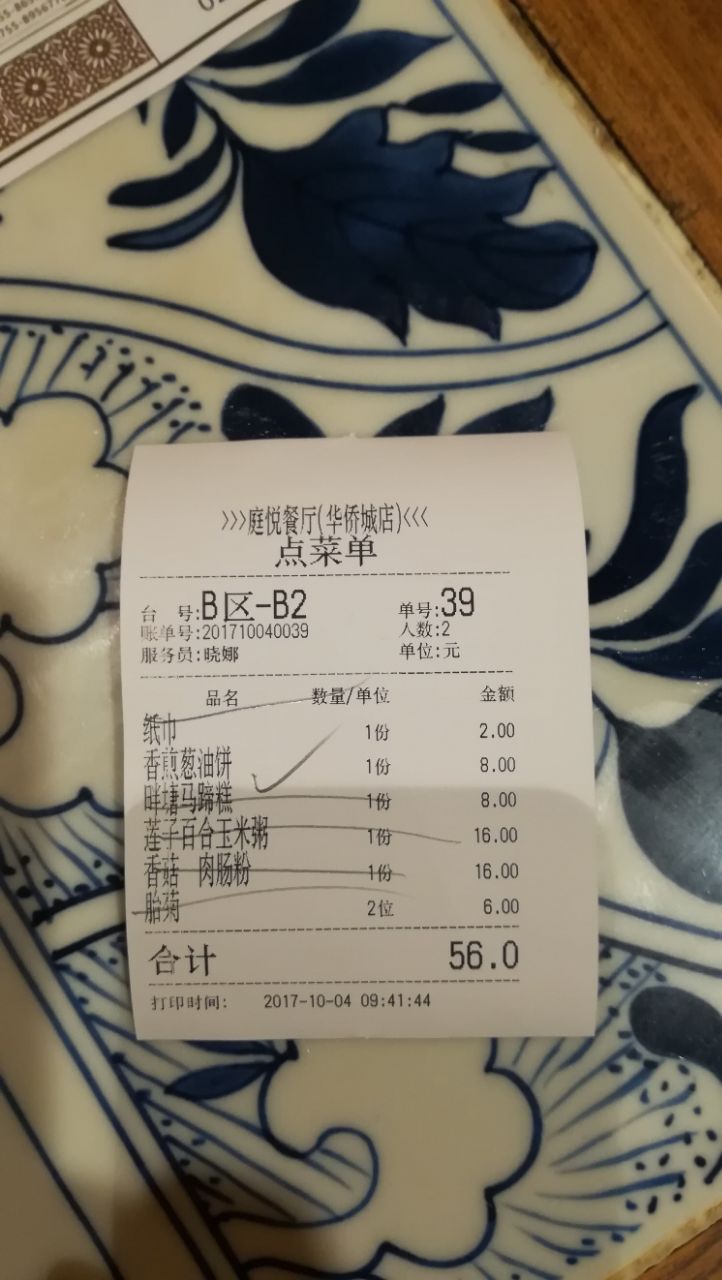 >>>庭悦餐厅(华侨城店)<<<
点菜单
台 号:B区-B2 单号:39
账单号:201710040039 人数:2
服务员:晓娜 单位:元
品名 数量/单位 金额
纸巾 1份 2.00
香煎葱油饼 1份 8.00
畔塘马蹄糕 1份 8.00
莲子百合玉米粥 1份 16.00
香菇 肉肠粉 1份 16.00
胎菊 2位 6.00
合计 56.0
打印时间: 2017-10-04 09:41:44